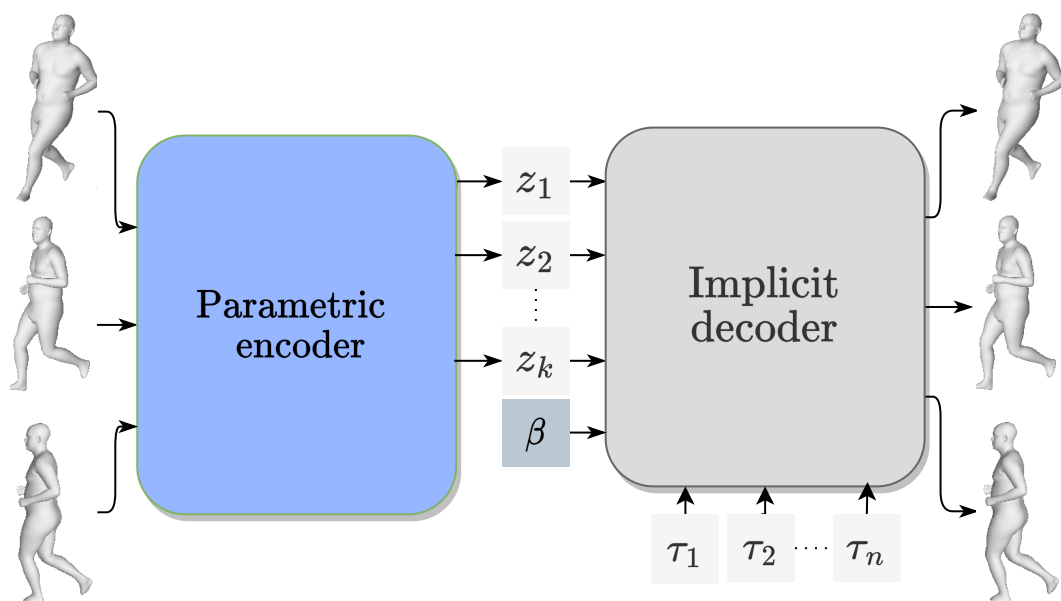 Parametric
encoder
z₁
z₂
zₖ
β
Implicit
decoder
τ₁ τ₂ ...... τₙ